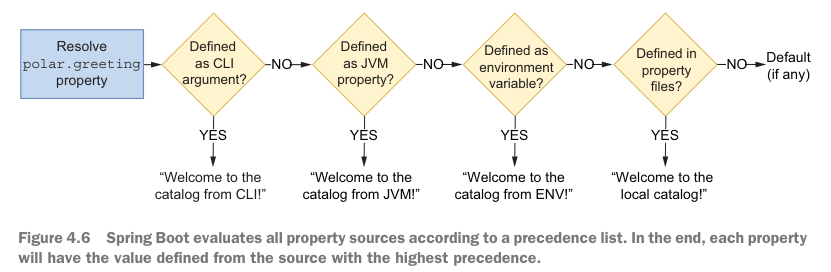 Resolve
polar.greeting
property
Defined
as CLI
argument?
NO
Defined
as JVM
property?
NO
Defined as
environment
variable?
NO
Defined in
property
files?
NO
Default
(if any)
YES
YES
YES
YES
“Welcome to the
catalog from CLI!”
“Welcome to the
catalog from JVM!”
“Welcome to the
catalog from ENV!”
“Welcome to the
local catalog!”
Figure 4.6 Spring Boot evaluates all property sources according to a precedence list. In the end, each property
will have the value defined from the source with the highest precedence.